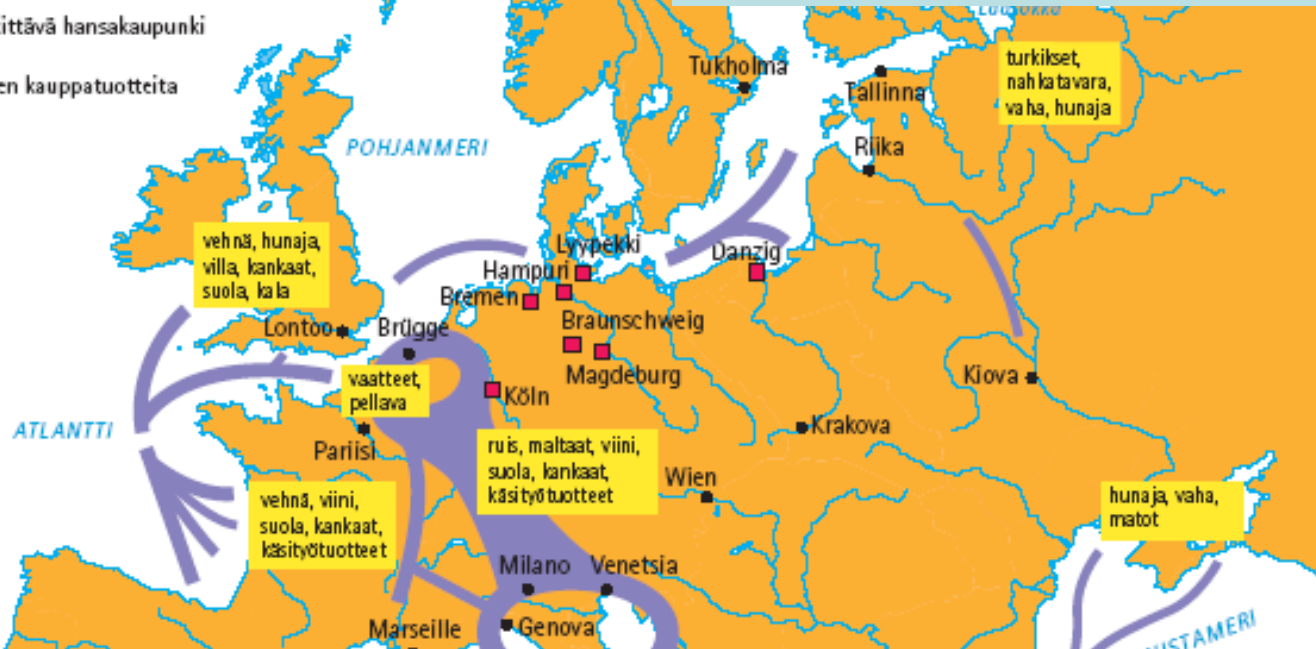 ittävä hansakaupunki
en kauppatuotteita
Laatokka
Tukholma
Tallinna
turkikset,
nahkatavara,
vaha, hunaja
Riika
POHJANMERI
vehnä, hunaja,
villa, kankaat,
suola, kala
Lyypekki
Danzig
Hampuri
Bremen
Lontoo
Brügge
Braunschweig
Magdeburg
Kiova
vaatteet,
pellava
Köln
ATLANTTI
Pariisi
Krakova
ruis, maltaat, viini,
suola, kankaat,
käsityötuotteet
Wien
vehnä, viini,
suola, kankaat,
käsityötuotteet
hunaja, vaha,
matot
Milano
Venetsia
Marseille
Genova
USTAMERI